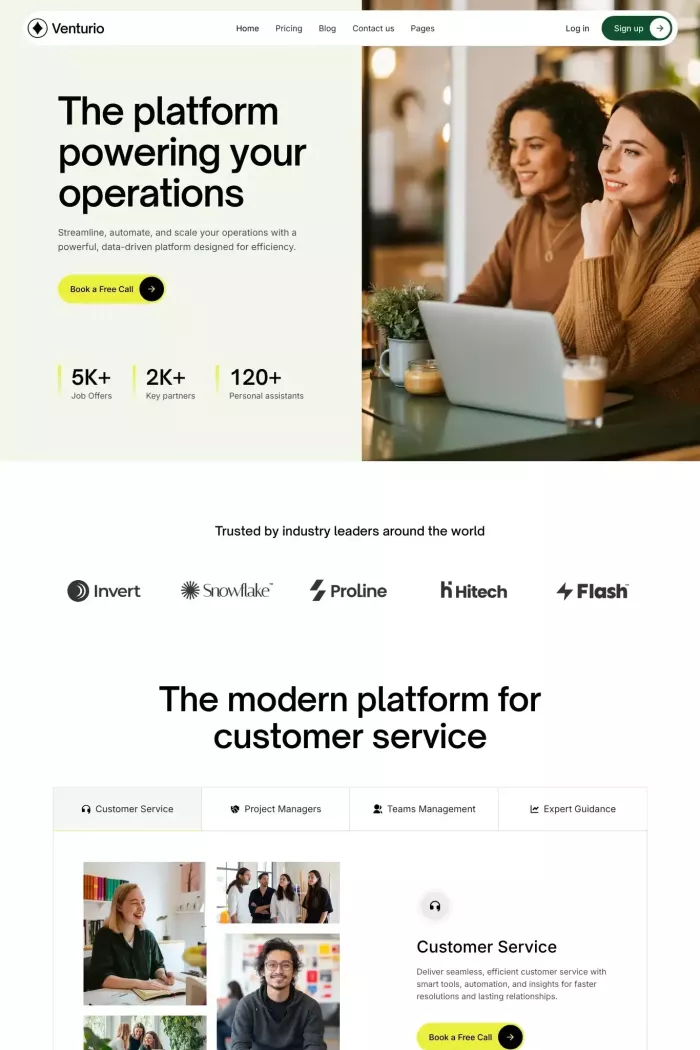 Venturio
Home Pricing Blog Contact us Pages
Log in
Sign up
The platform
powering your
operations
Streamline, automate, and scale your operations with a
powerful, data-driven platform designed for efficiency.
Book a Free Call
5K+
Job Offers
2K+
Key partners
120+
Personal assistants
Trusted by industry leaders around the world
Invert
Snowflake™
ProLine
Hitech
Flash™
The modern platform for
customer service
Customer Service
Project Managers
Teams Management
Expert Guidance
Customer Service
Deliver seamless, efficient customer service with
smart tools, automation, and insights for faster
resolutions and lasting relationships.
Book a Free Call